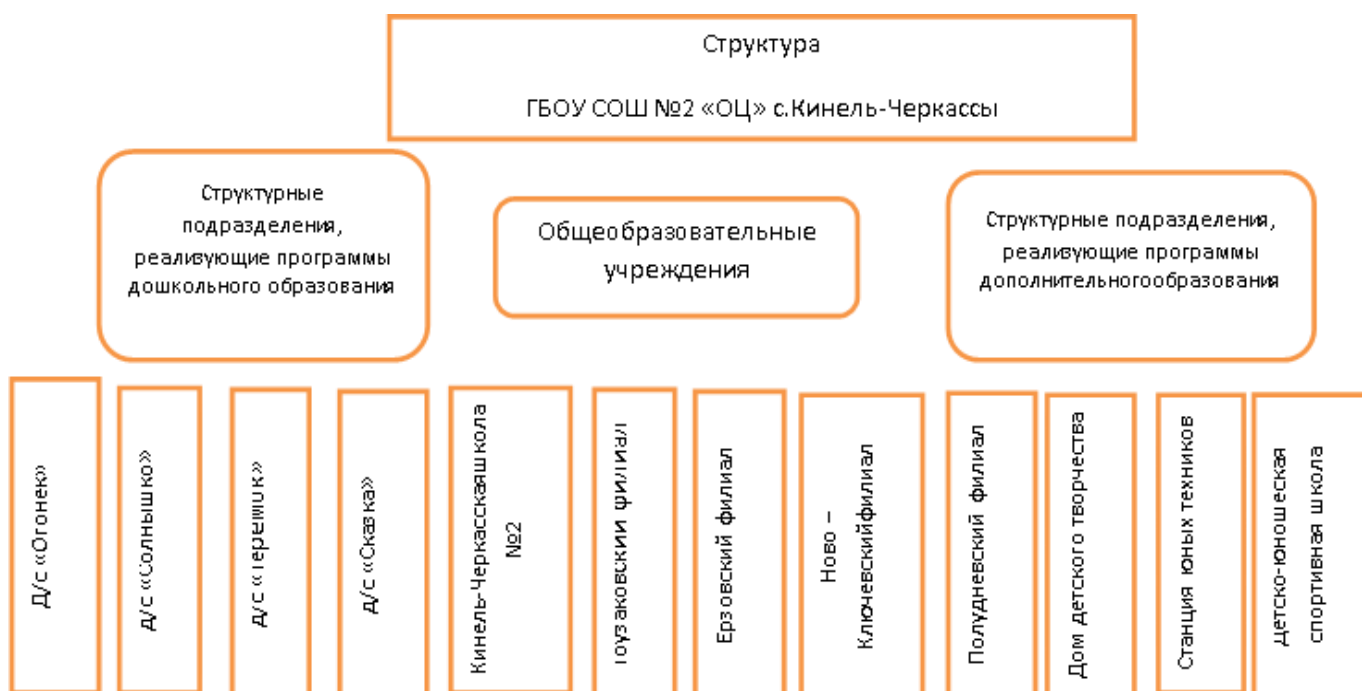 Структура
ГБОУ СОШ №2 «ОЦ» с.Кинель-Черкассы
Структурные
подразделения,
реализующие программы
дошкольного образования
Общеобразовательные
учреждения
Структурные подразделения,
реализующие программы
дополнительногообразования
Д/с «Огонек»
д/с «Солнышко»
д/с «Теремок»
д/с «Сказка»
Кинель-Черкасскаяшкола
№2
Тоузаковский филиал
Ерзовский филиал
Ново –
Ключевскийфилиал
Полудневский филиал
Дом детского творчества
Станция юных техников
детско-юношеская
спортивная школа